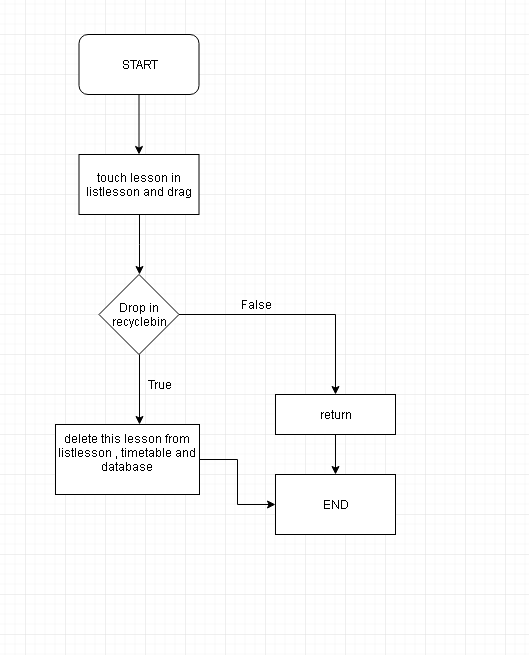 START
touch lesson in
listlesson and drag
Drop in
recyclebin
False
True
return
delete this lesson from
listlesson , timetable and
database
END